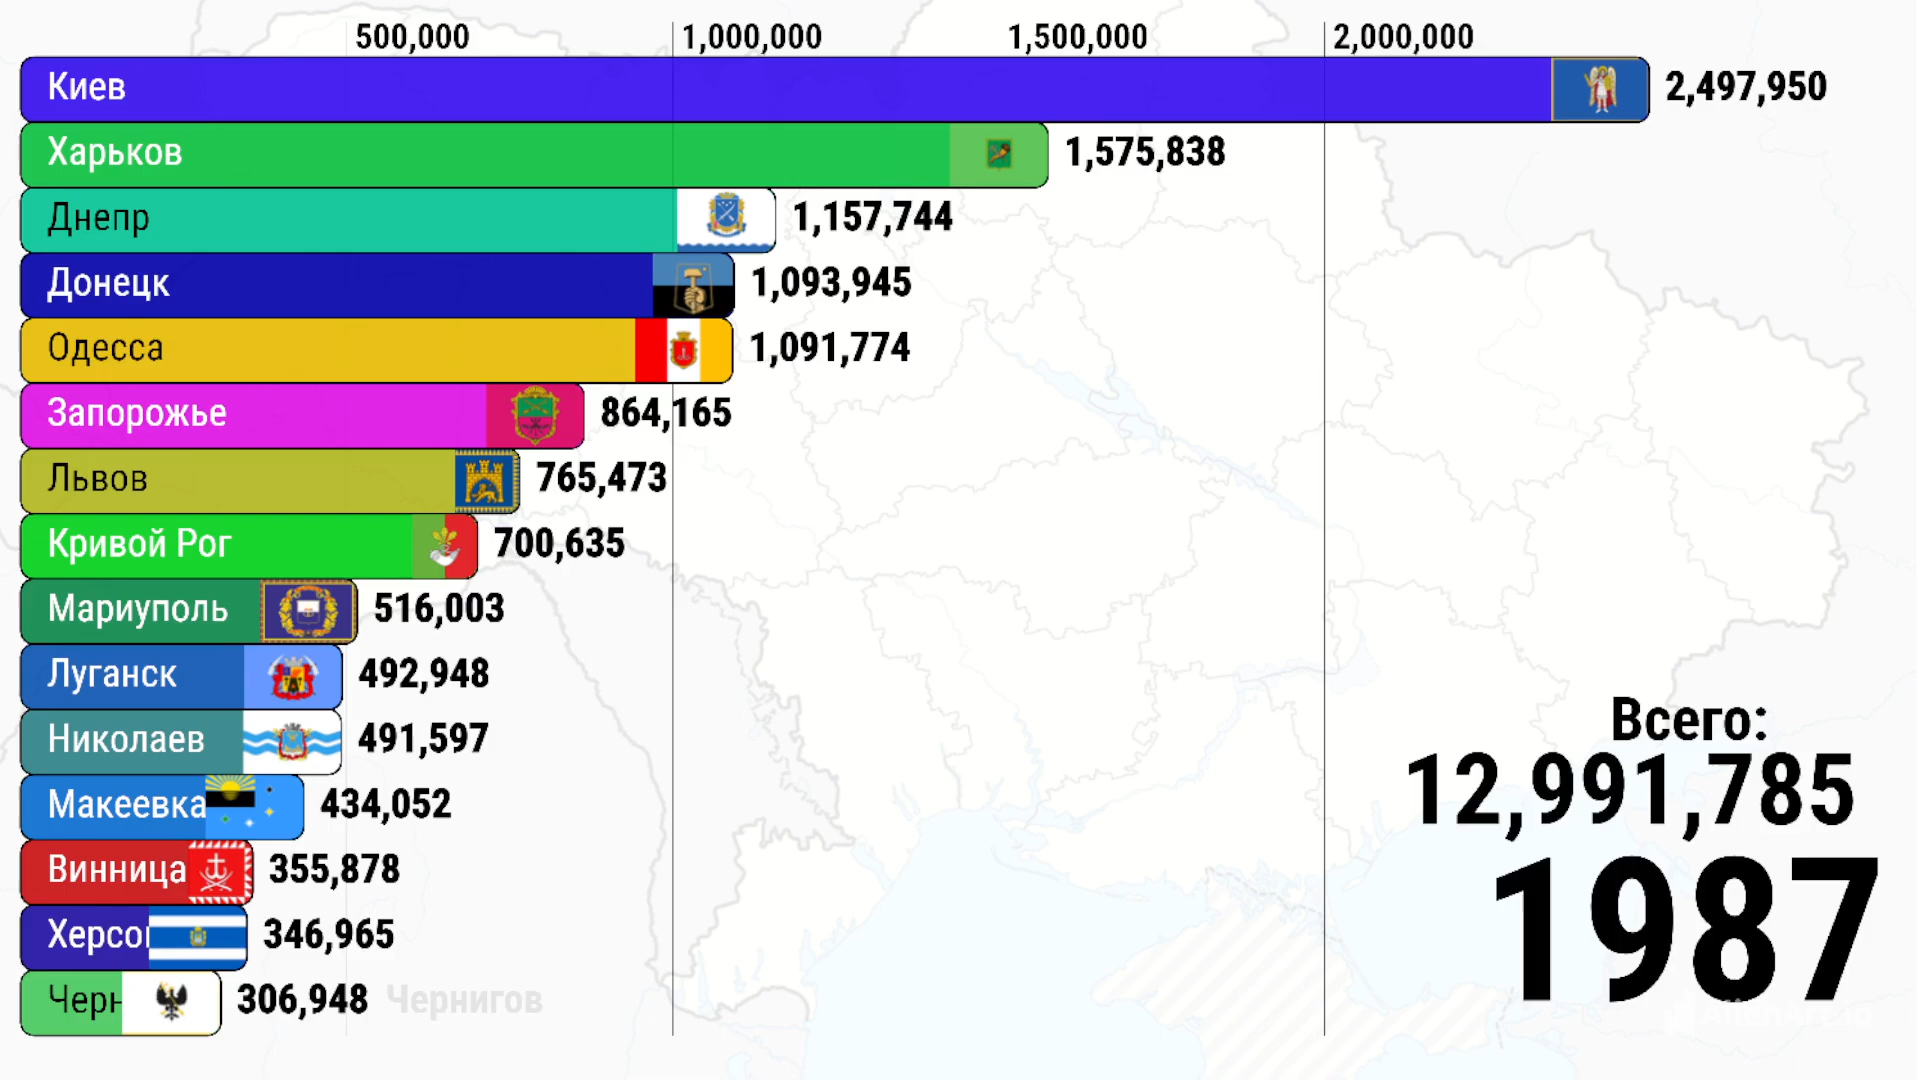 500,000 1,000,000 1,500,000 2,000,000
Киев 2,497,950
Харьков 1,575,838
Днепр 1,157,744
Донецк 1,093,945
Одесса 1,091,774
Запорожье 864,165
Львов 765,473
Кривой Рог 700,635
Мариуполь 516,003
Луганск 492,948
Николаев 491,597
Макеевка 434,052
Винница 355,878
Херсо 346,965
Черн 306,948 Чернигов
Всего:
12,991,785
1987